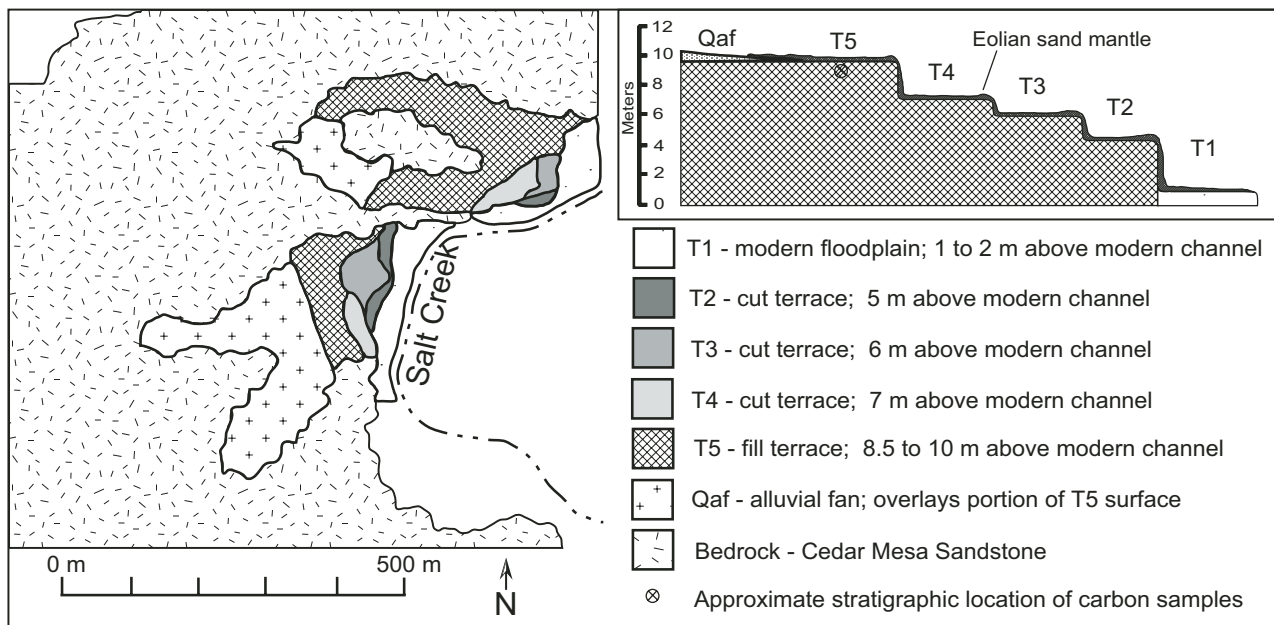 Salt Creek
0 m
500 m
N
12
10
8
6
4
2
0
Meters
Qaf
T5
Eolian sand mantle
T4
T3
T2
T1
T1 - modern floodplain; 1 to 2 m above modern channel
T2 - cut terrace; 5 m above modern channel
T3 - cut terrace; 6 m above modern channel
T4 - cut terrace; 7 m above modern channel
T5 - fill terrace; 8.5 to 10 m above modern channel
Qaf - alluvial fan; overlays portion of T5 surface
Bedrock - Cedar Mesa Sandstone
Approximate stratigraphic location of carbon samples